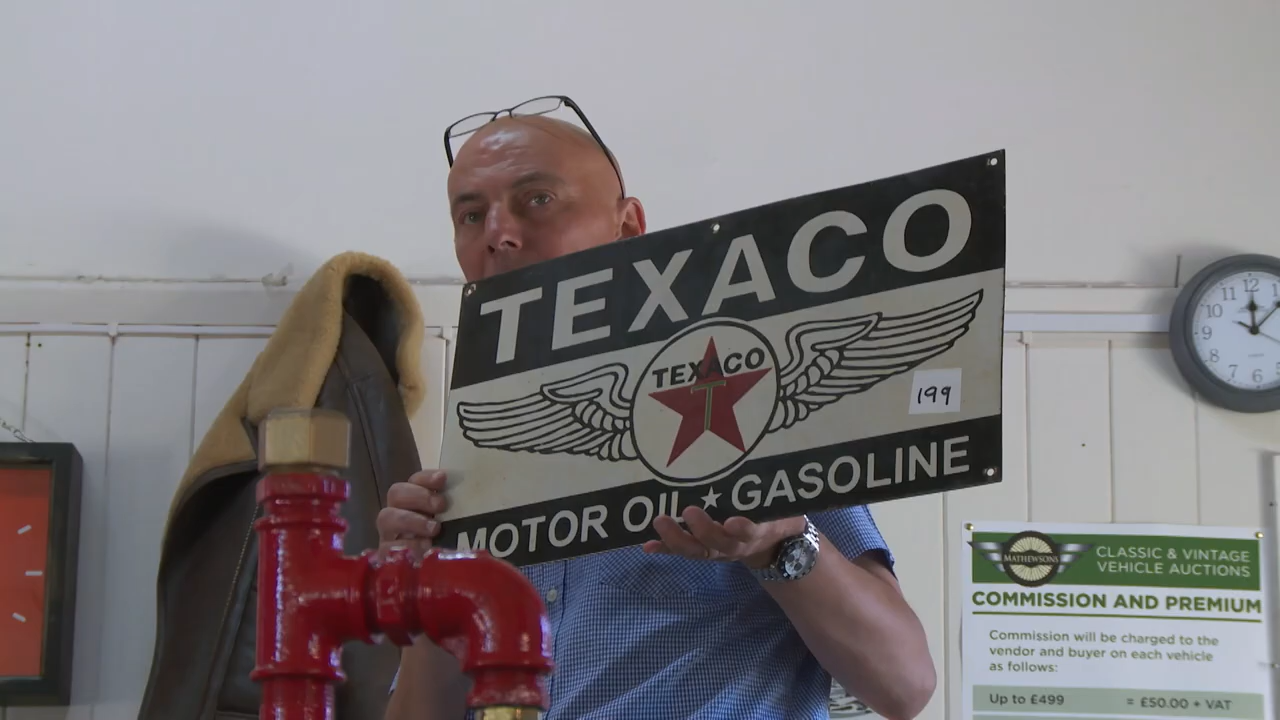 TEXACO
TEXACO
T
199
MOTOR OIL ★ GASOLINE
12
1
11
10
9
8
7
6
5
MATHEWSONS
CLASSIC & VINTAGE
VEHICLE AUCTIONS
COMMISSION AND PREMIUM
Commission will be charged to the
vendor and buyer on each vehicle
as follows:
Up to £499 = £50.00 + VAT